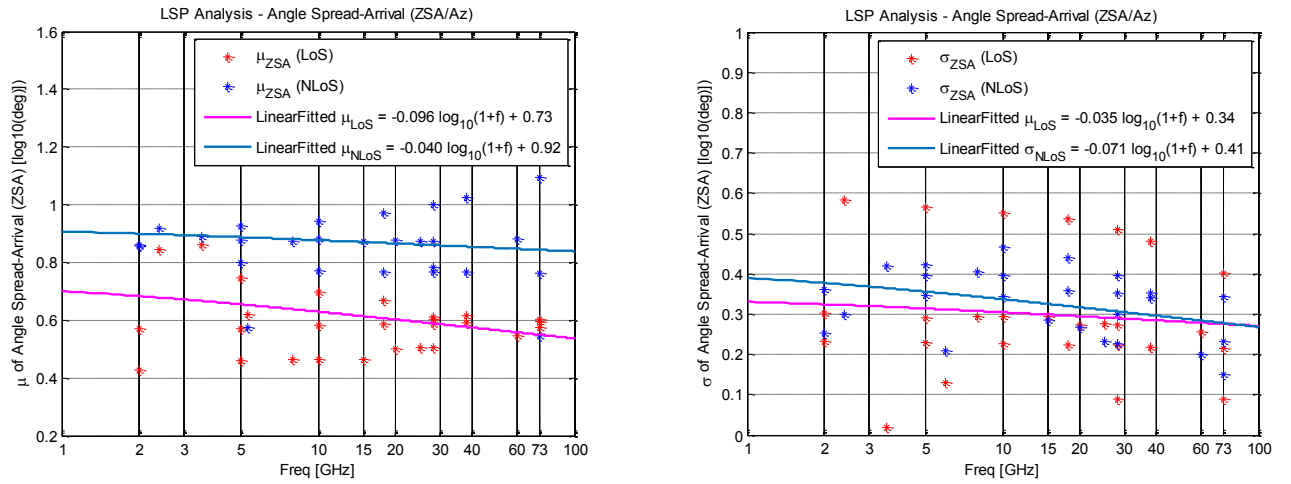 LSP Analysis - Angle Spread-Arrival (ZSA/Az)
μ of Angle Spread-Arrival (ZSA) [log10(deg)])
1.6
1.4
1.2
1
0.8
0.6
0.4
0.2
μZSA (LoS)
μZSA (NLoS)
LinearFitted μLoS = -0.096 log10(1+f) + 0.73
LinearFitted μNLoS = -0.040 log10(1+f) + 0.92
1 2 3 5 10 15 20 30 40 60 73 100
Freq [GHz]
LSP Analysis - Angle Spread-Arrival (ZSA/Az)
σ of Angle Spread-Arrival (ZSA) [log10(deg)])
1
0.9
0.8
0.7
0.6
0.5
0.4
0.3
0.2
0.1
0
σZSA (LoS)
σZSA (NLoS)
LinearFitted μLoS = -0.035 log10(1+f) + 0.34
LinearFitted σNLoS = -0.071 log10(1+f) + 0.41
1 2 3 5 10 15 20 30 40 60 73 100
Freq [GHz]